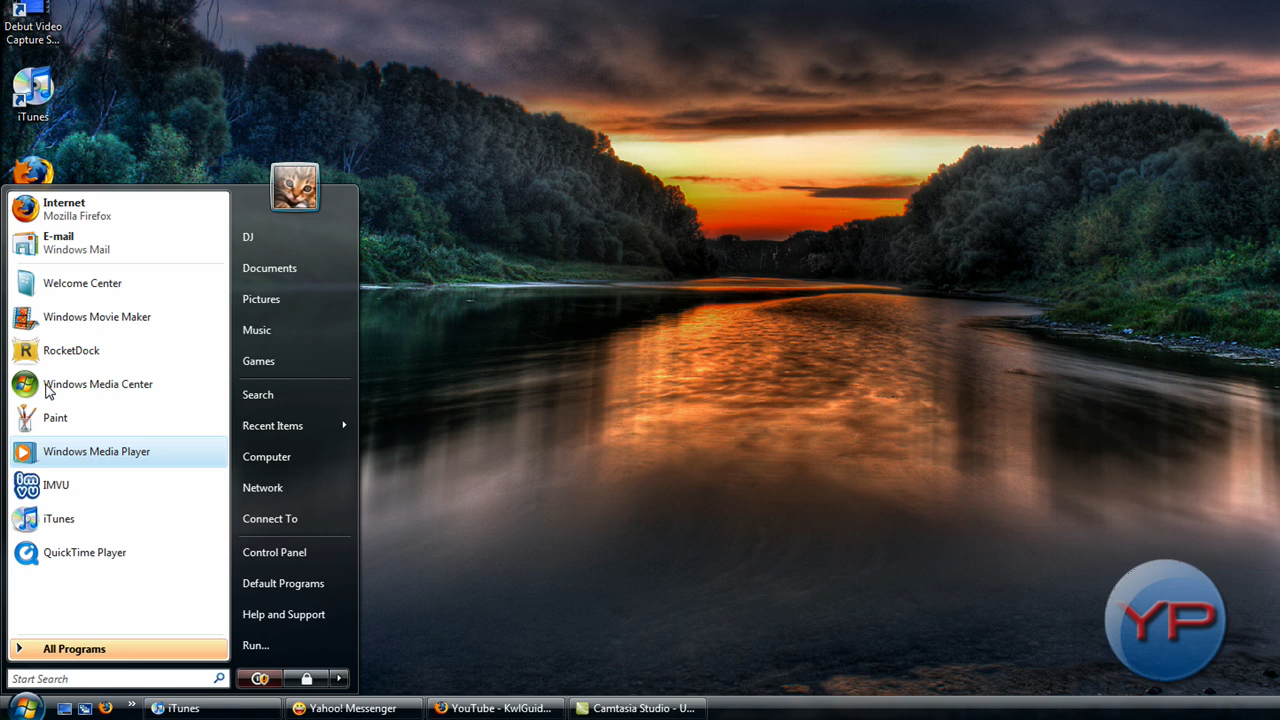 Debut Video
Capture S...
iTunes
Internet
Mozilla Firefox
E-mail
Windows Mail
Welcome Center
Windows Movie Maker
RocketDock
Windows Media Center
Paint
Windows Media Player
IMVU
iTunes
QuickTime Player
All Programs
Start Search
DJ
Documents
Pictures
Music
Games
Search
Recent Items
Computer
Network
Connect To
Control Panel
Default Programs
Help and Support
Run...
R
imvu
YP
iTunes
Yahoo! Messenger
YouTube - KwlGuid...
Camtasia Studio - U...